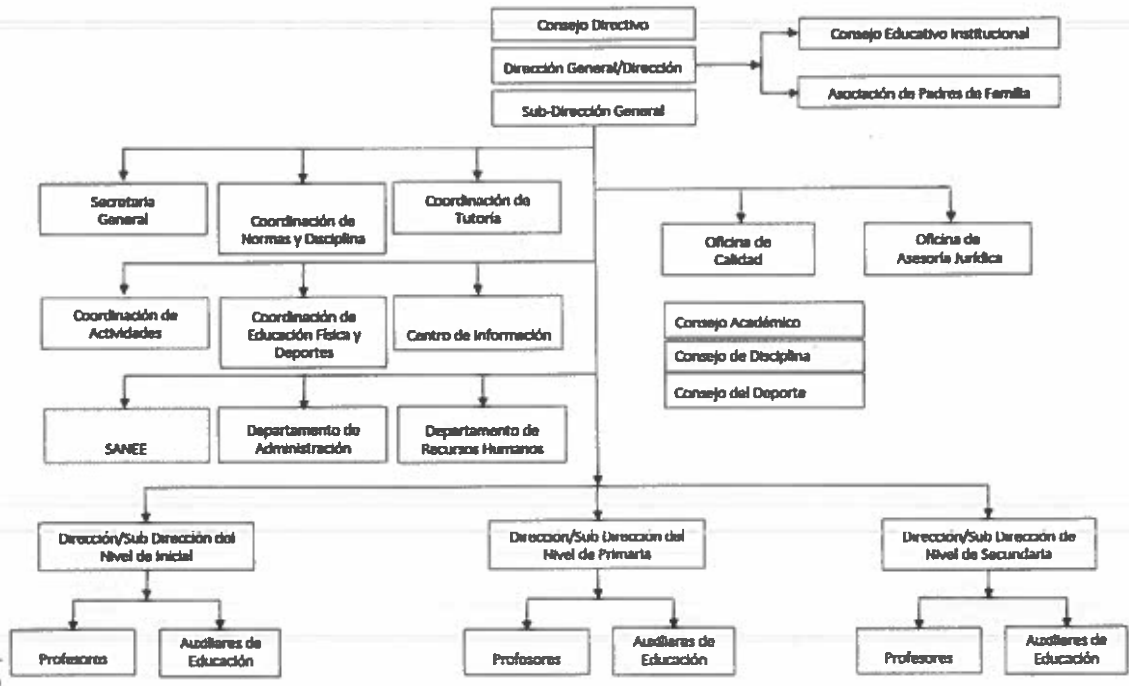 Consejo Directivo
Dirección General/Dirección
Sub-Dirección General
Consejo Educativo Institucional
Asociación de Padres de Familia
Secretaría
General
Coordinación de
Normas y Disciplina
Coordinación de
Tutoría
Oficina de
Calidad
Oficina de
Asesoría Jurídica
Coordinación de
Actividades
Coordinación de
Educación Física y
Deportes
Centro de Información
Consejo Académico
Consejo de Disciplina
Consejo del Deporte
SANEE
Departamento de
Administración
Departamento de
Recursos Humanos
Dirección/Sub Dirección del
Nivel de Inicial
Dirección/Sub Dirección del
Nivel de Primaria
Dirección/Sub Dirección de
Nivel de Secundaria
Profesores
Auxiliares de
Educación
Profesores
Auxiliares de
Educación
Profesores
Auxiliares de
Educación